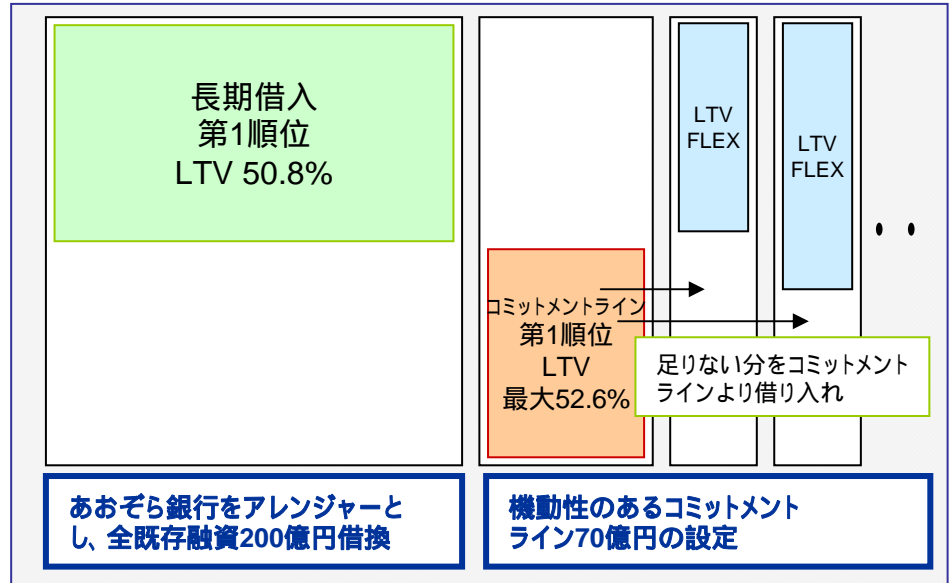 長期借入
第1順位
LTV 50.8%
LTV
FLEX
LTV
FLEX
コミットメントライン
第1順位
LTV
最大52.6%
足りない分をコミットメント
ラインより借り入れ
あおぞら銀行をアレンジャーと
し、全既存融資200億円借換
機動性のあるコミットメント
ライン70億円の設定